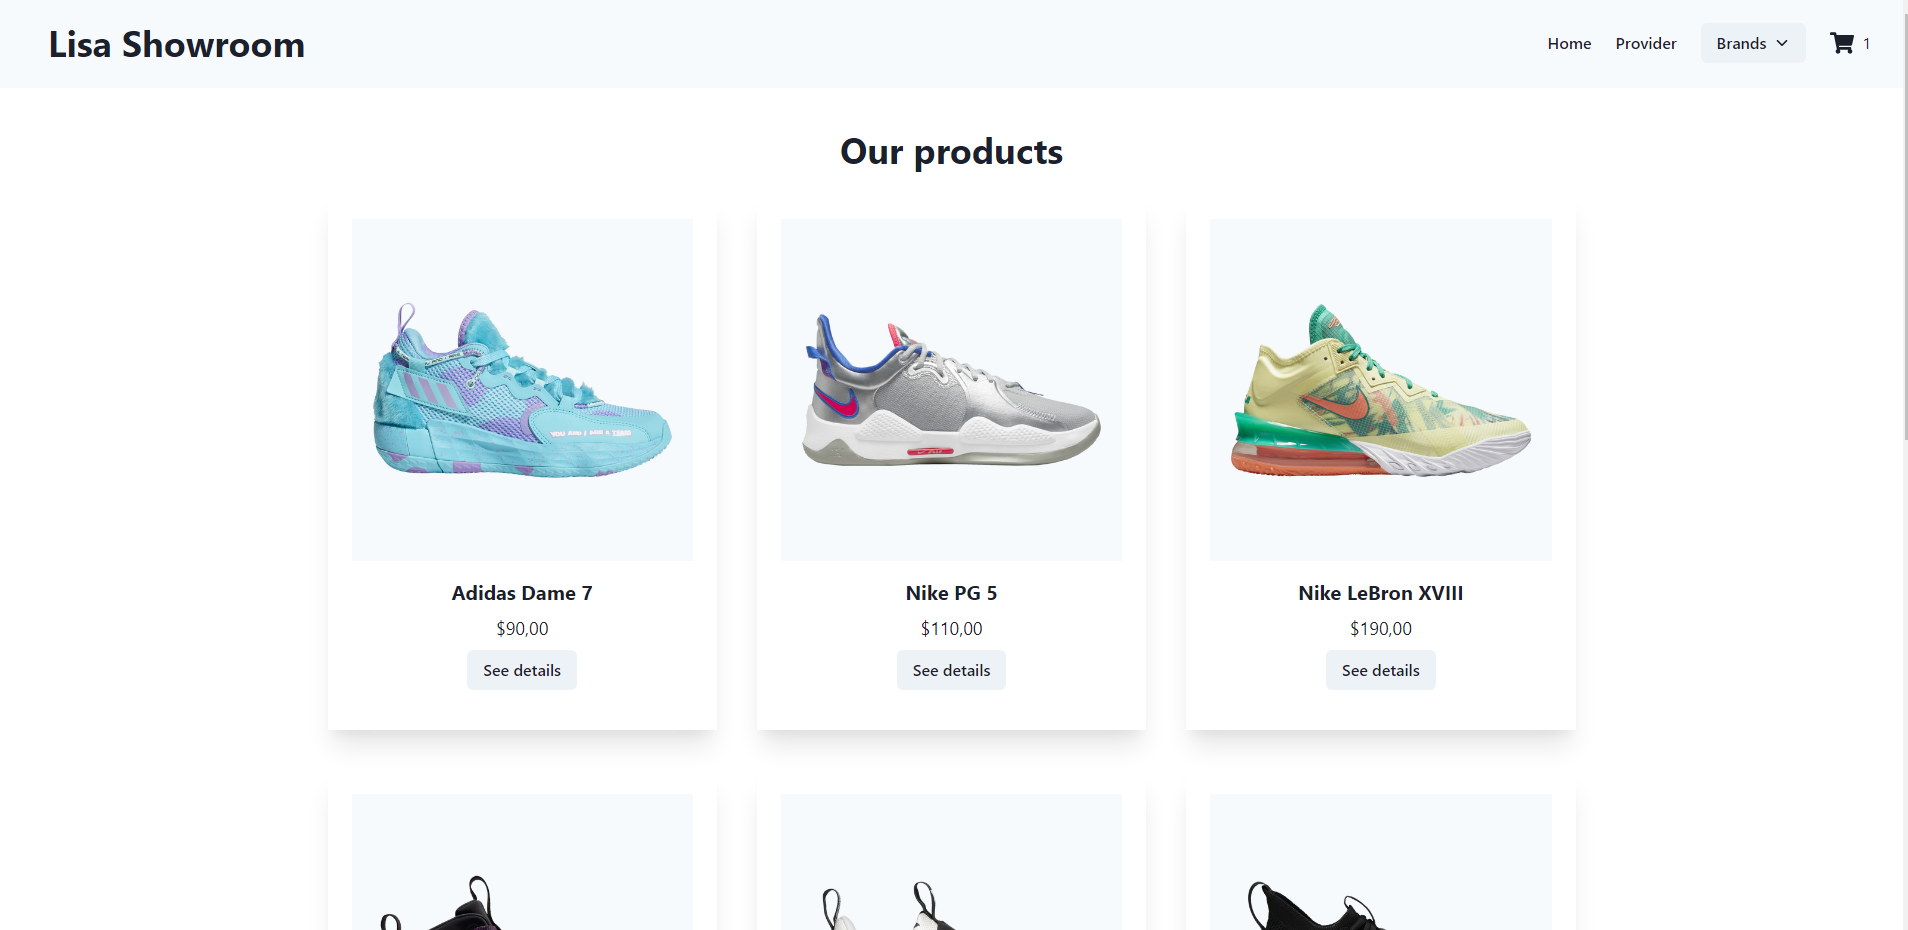 Lisa Showroom
Home
Provider
Brands
1
Our products
Adidas Dame 7
$90,00
See details
Nike PG 5
$110,00
See details
Nike LeBron XVIII
$190,00
See details